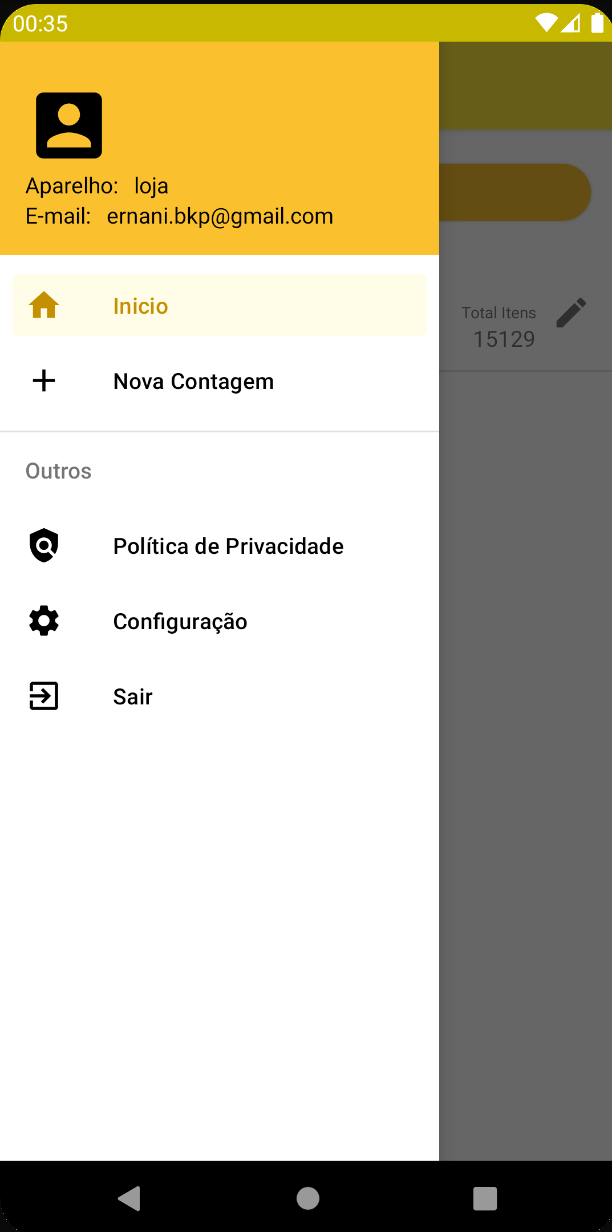 00:35
Aparelho: loja
E-mail: ernani.bkp@gmail.com
Inicio
Nova Contagem
Total Itens
15129
Outros
Política de Privacidade
Configuração
Sair